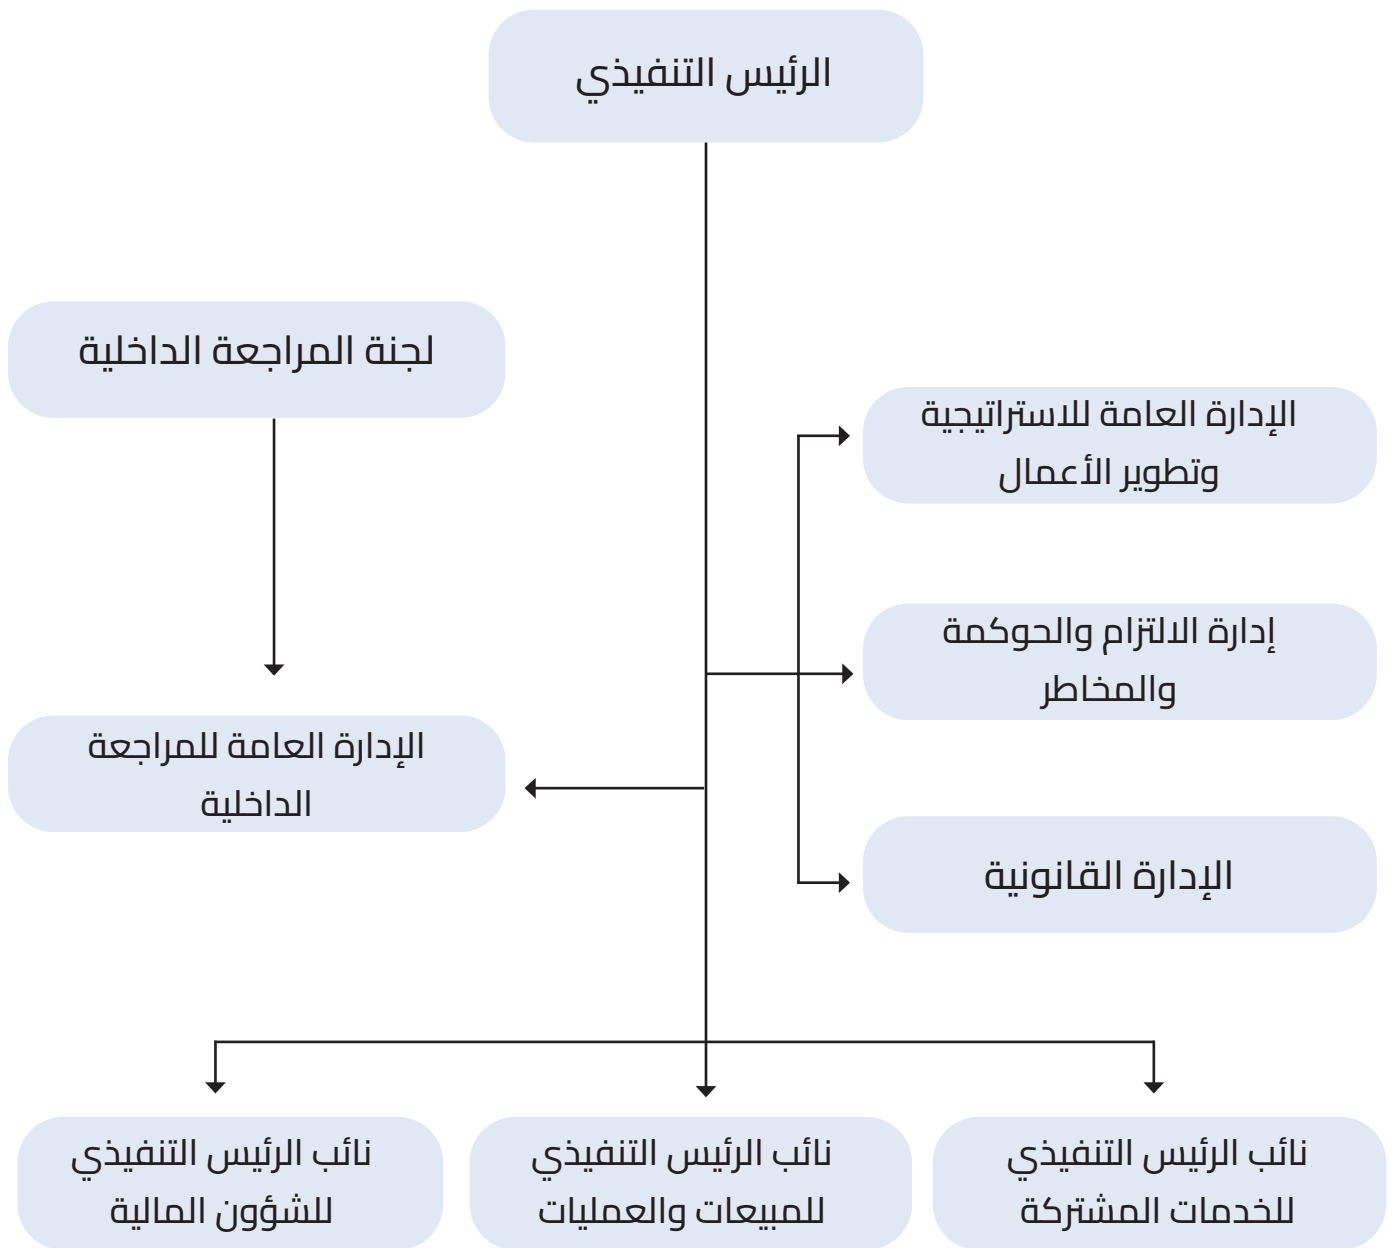 الرئيس التنفيذي
لجنة المراجعة الداخلية
الإدارة العامة للاستراتيجية
وتطوير الأعمال
إدارة الالتزام والحوكمة
والمخاطر
الإدارة العامة للمراجعة
الداخلية
الإدارة القانونية
نائب الرئيس التنفيذي
للخدمات المشتركة
نائب الرئيس التنفيذي
للمبيعات والعمليات
نائب الرئيس التنفيذي
للشؤون المالية